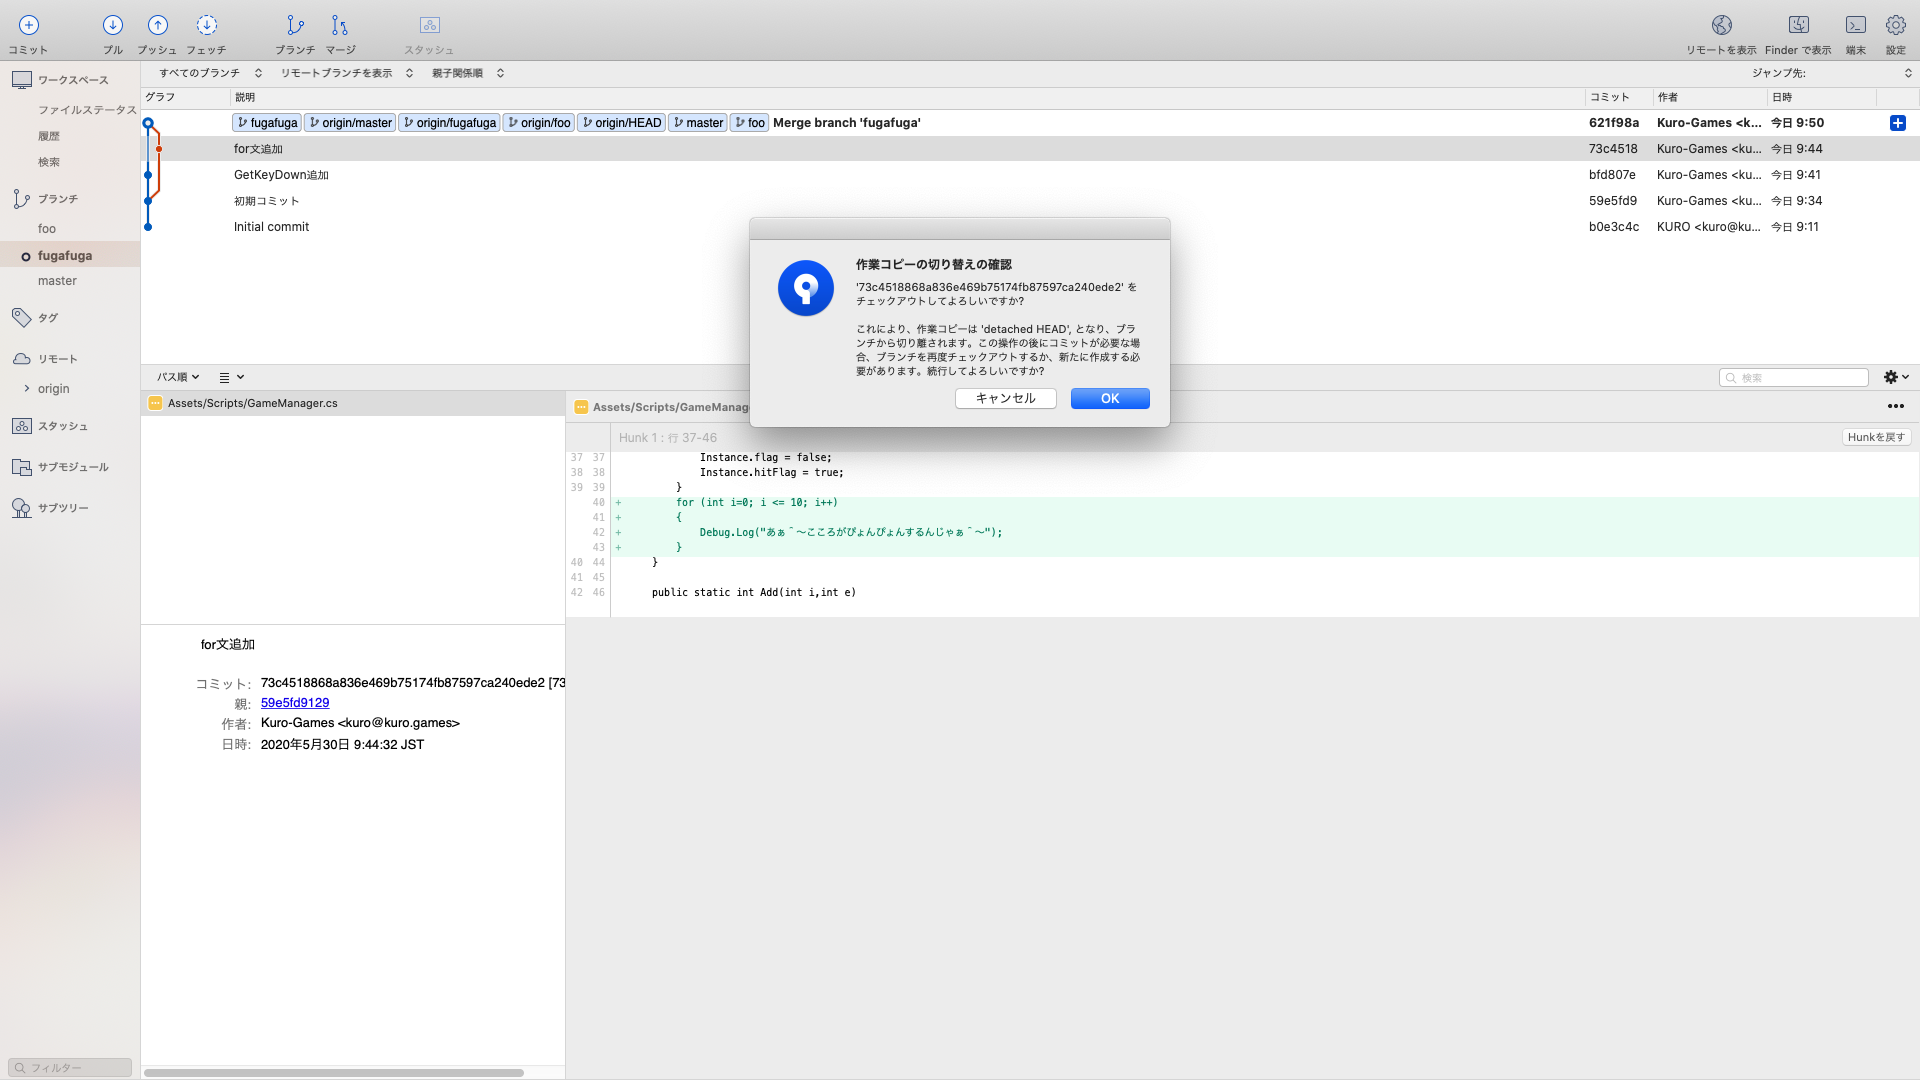 コミット プル プッシュ フェッチ ブランチ マージ スタッシュ リモートを表示 Finder で表示 端末 設定
ワークスペース
ファイルステータス
履歴
検索
ブランチ
foo
fugafuga
master
タグ
リモート
origin
スタッシュ
サブモジュール
サブツリー
フィルター
すべてのブランチ リモートブランチを表示 親子関係順 ジャンプ先:
グラフ 説明 コミット 作者 日時
fugafuga origin/master origin/fugafuga origin/foo origin/HEAD master foo Merge branch 'fugafuga' 621f98a Kuro-Games <k... 今日 9:50
for文追加 73c4518 Kuro-Games <ku... 今日 9:44
GetKeyDown追加 bfd807e Kuro-Games <ku... 今日 9:41
初期コミット 59e5fd9 Kuro-Games <ku... 今日 9:34
Initial commit b0e3c4c KURO <kuro@ku... 今日 9:11
作業コピーの切り替えの確認
'73c4518868a836e469b75174fb87597ca240ede2' を
チェックアウトしてよろしいですか?
これにより、作業コピーは 'detached HEAD', となり、ブラ
ンチから切り離されます。この操作の後にコミットが必要な場
合、ブランチを再度チェックアウトするか、新たに作成する必
要があります。続行してよろしいですか?
キャンセル OK
パス順 検索
Assets/Scripts/GameManager.cs
Assets/Scripts/GameManag
Hunk 1 : 行 37-46 Hunkを戻す
37 37 Instance.flag = false;
38 38 Instance.hitFlag = true;
39 39 }
40 + for (int i=0; i <= 10; i++)
41 + {
42 + Debug.Log("あぁ＾〜こころがぴょんぴょんするんじゃぁ＾〜");
43 + }
40 44 }
41 45
42 46 public static int Add(int i,int e)
for文追加
コミット: 73c4518868a836e469b75174fb87597ca240ede2 [73
親: 59e5fd9129
作者: Kuro-Games <kuro@kuro.games>
日時: 2020年5月30日 9:44:32 JST